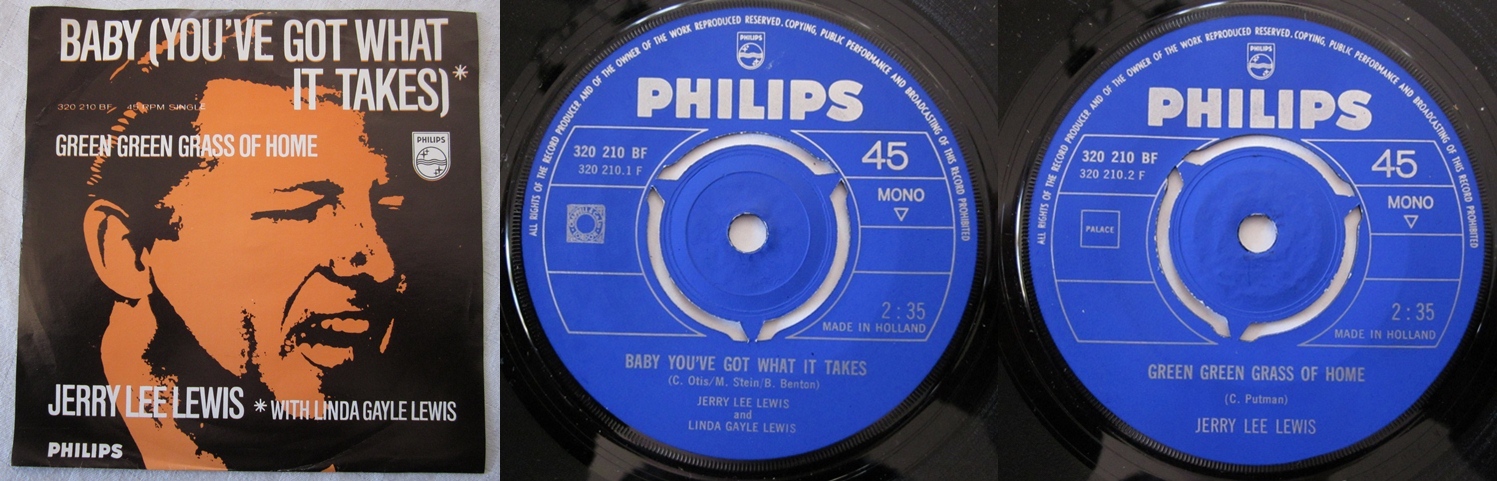 BABY (YOU'VE GOT WHAT
IT TAKES)*
320 210 BF 45 RPM SINGLE
GREEN GREEN GRASS OF HOME
PHILIPS
JERRY LEE LEWIS *WITH LINDA GAYLE LEWIS
PHILIPS
ALL RIGHTS OF THE RECORD PRODUCER AND OF THE OWNER OF THE WORK REPRODUCED RESERVED. COPYING, PUBLIC PERFORMANCE AND BROADCASTING OF THIS RECORD PROHIBITED
PHILIPS
PHILIPS
320 210 BF
320 210.1 F
45
MONO
2:35
MADE IN HOLLAND
BABY YOU'VE GOT WHAT IT TAKES
(C. Otis/M. Stein/B. Benton)
JERRY LEE LEWIS
and
LINDA GAYLE LEWIS
ALL RIGHTS OF THE RECORD PRODUCER AND OF THE OWNER OF THE WORK REPRODUCED RESERVED. COPYING, PUBLIC PERFORMANCE AND BROADCASTING OF THIS RECORD PROHIBITED
PHILIPS
PHILIPS
320 210 BF
320 210.2 F
PALACE
45
MONO
2:35
MADE IN HOLLAND
GREEN GREEN GRASS OF HOME
(C. Putman)
JERRY LEE LEWIS